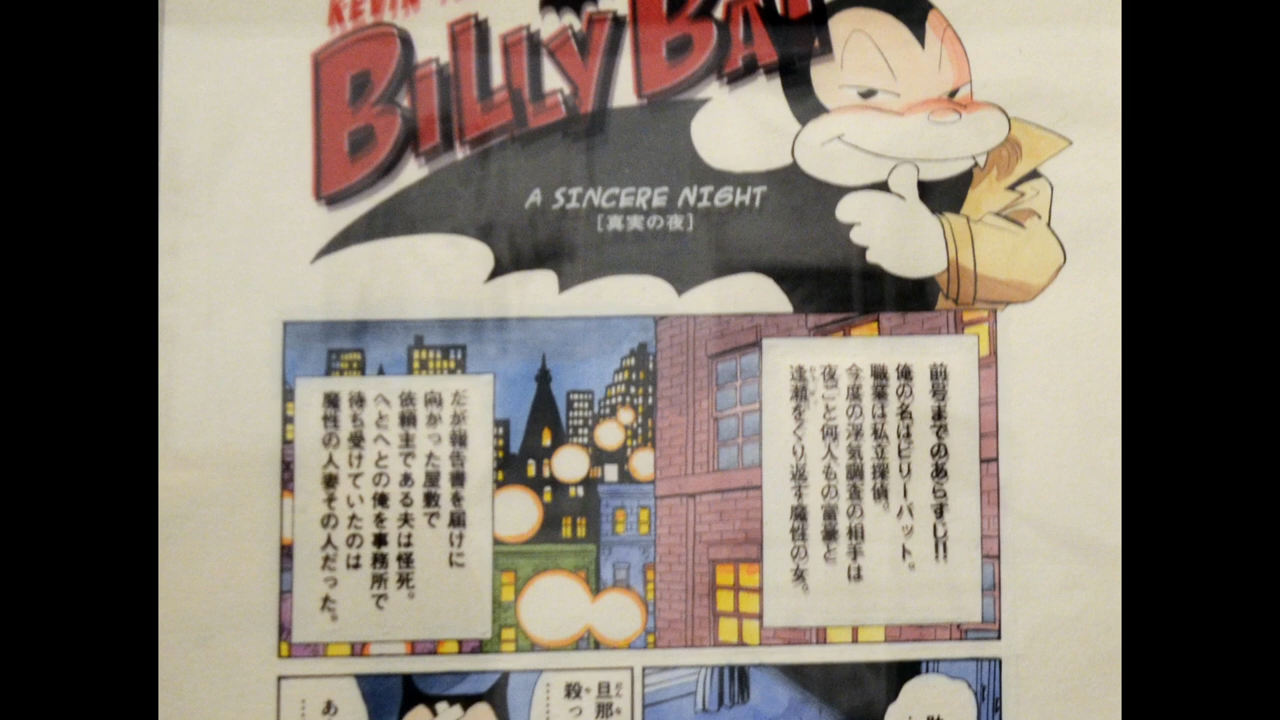 KEVIN
BILLY BAT
A SINCERE NIGHT
[真実の夜]
前号までのあらすじ!!
俺の名はビリーバット。
職業は私立探偵。
今度の浮気調査の相手は
夜ごと何人もの富豪と
逢瀬をくり返す魔性の女。
だが報告書を届けに
向かった屋敷で
依頼主である夫は怪死。
へとへとの俺を事務所で
待ち受けていたのは
魔性の人妻その人だった。
旦那
殺っ
……
あ
……